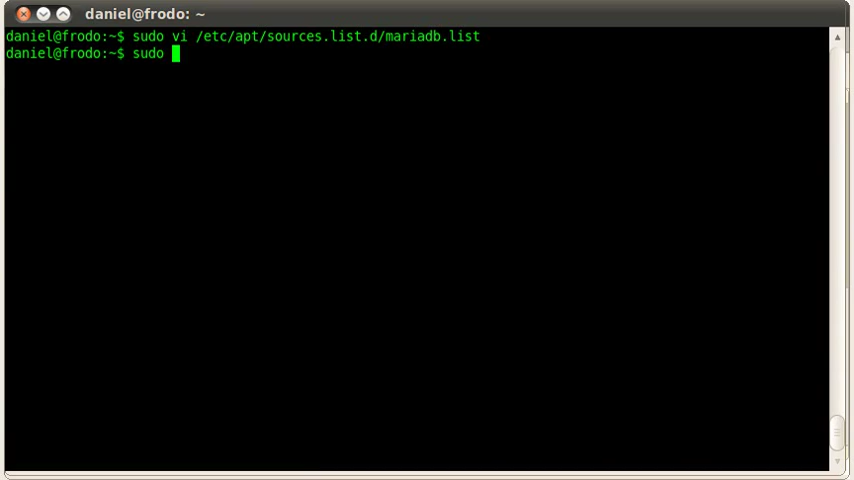 daniel@frodo: ~
daniel@frodo:~$ sudo vi /etc/apt/sources.list.d/mariadb.list
daniel@frodo:~$ sudo